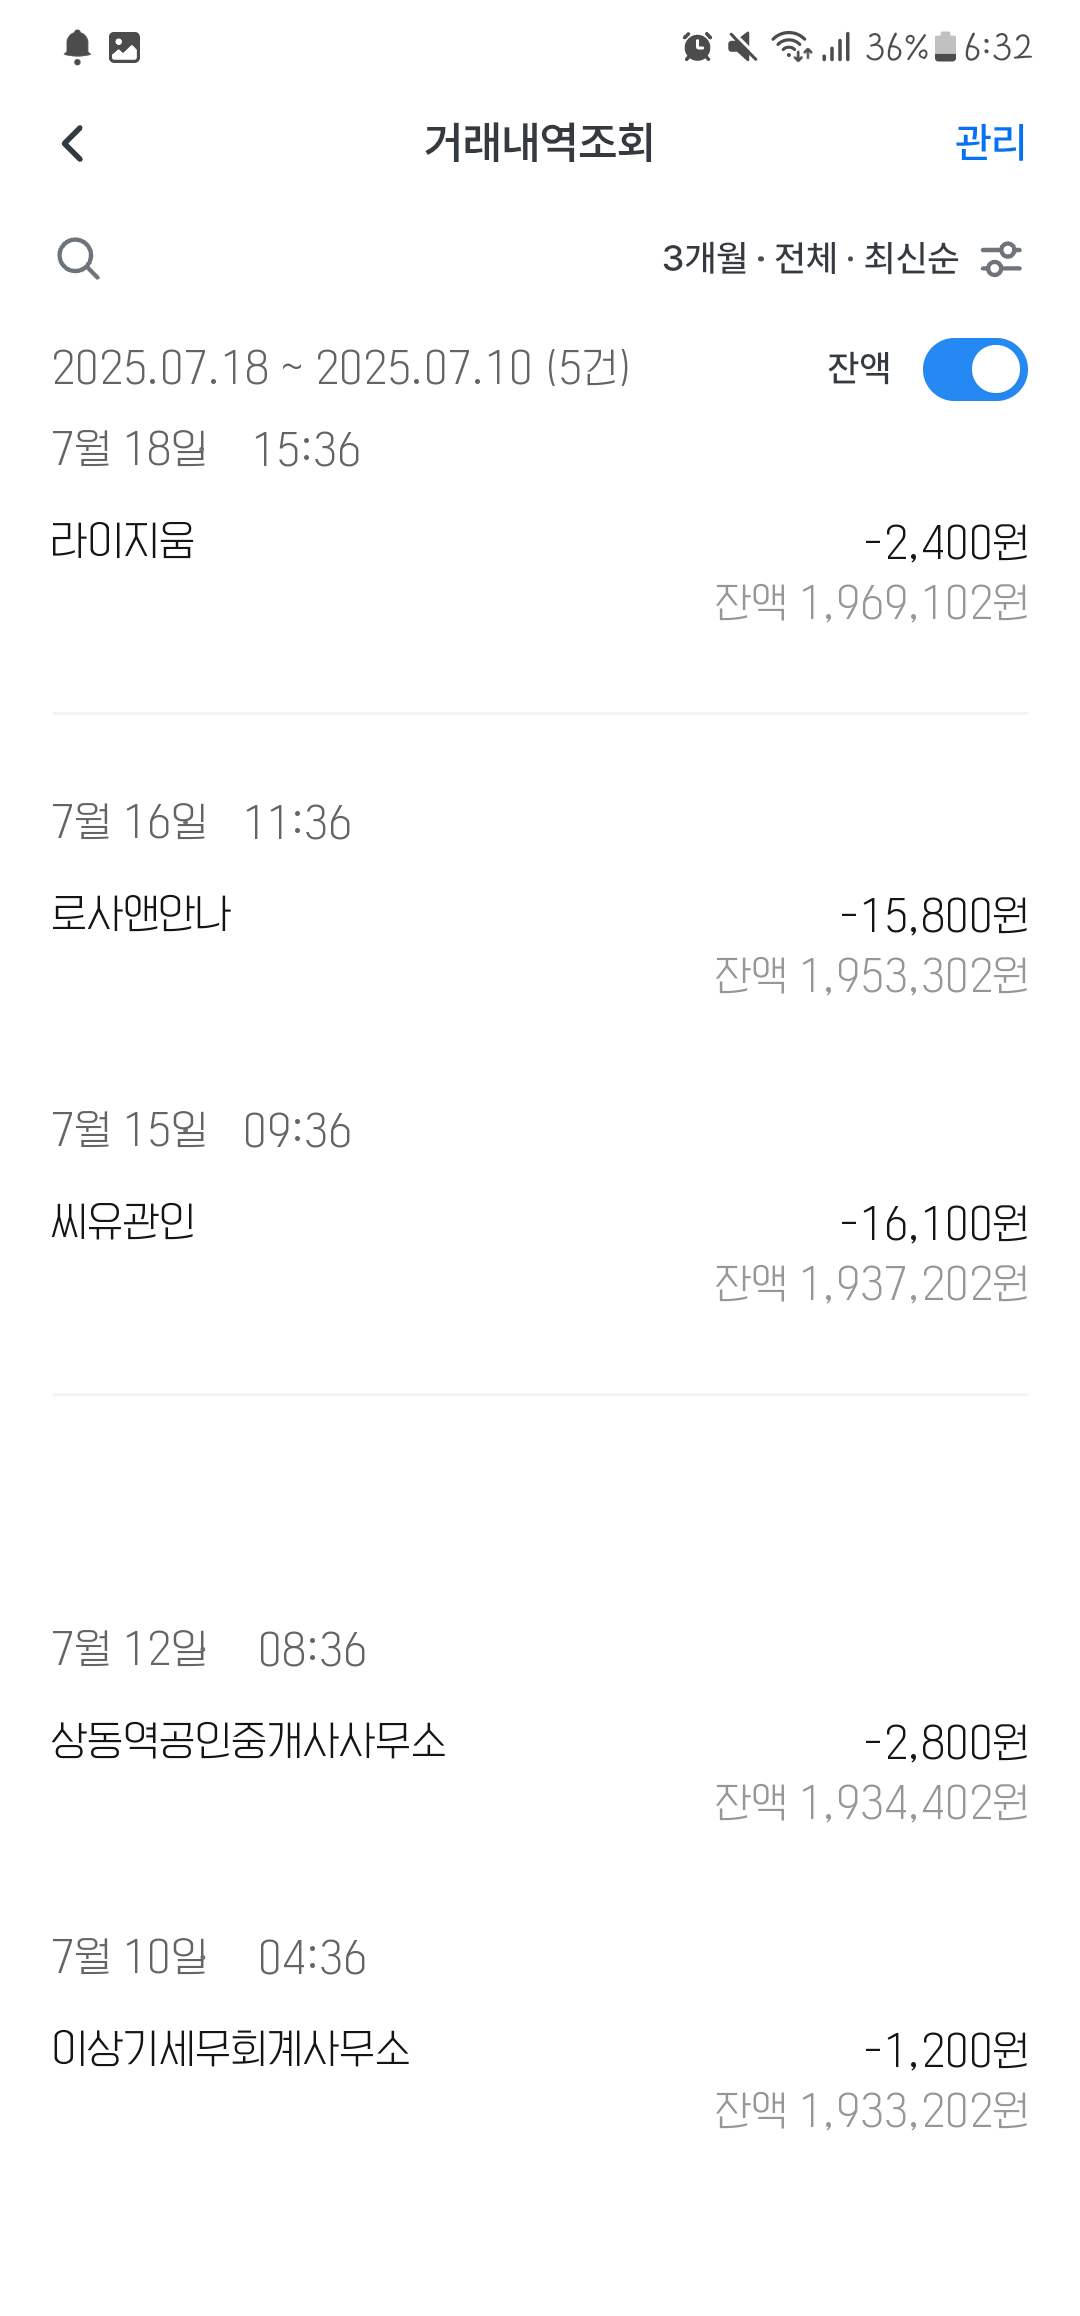 36% 6:32
거래내역조회 관리
3개월 · 전체 · 최신순
2025.07.18 ~ 2025.07.10 (5건) 잔액
7월 18일 15:36
라이지움 -2,400원
잔액 1,969,102원
7월 16일 11:36
로사앤안나 -15,800원
잔액 1,953,302원
7월 15일 09:36
씨유관인 -16,100원
잔액 1,937,202원
7월 12일 08:36
상동역공인중개사사무소 -2,800원
잔액 1,934,402원
7월 10일 04:36
이상기세무회계사무소 -1,200원
잔액 1,933,202원